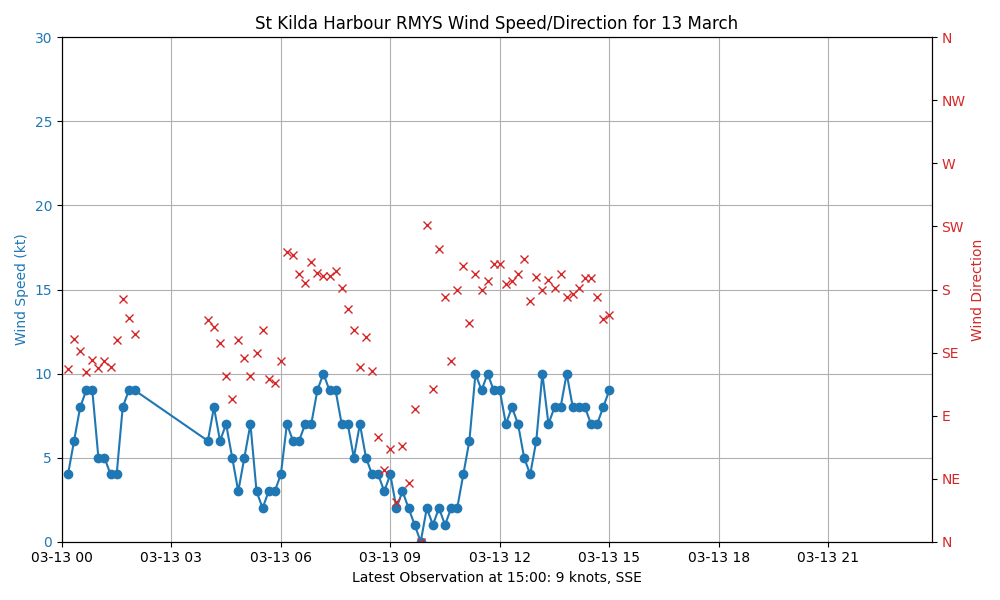 St Kilda Harbour RMYS Wind Speed/Direction for 13 March
30
25
20
15
10
5
0
Wind Speed (kt)
N
NW
W
SW
S
SE
E
NE
N
Wind Direction
03-13 00
03-13 03
03-13 06
03-13 09
03-13 12
03-13 15
03-13 18
03-13 21
Latest Observation at 15:00: 9 knots, SSE